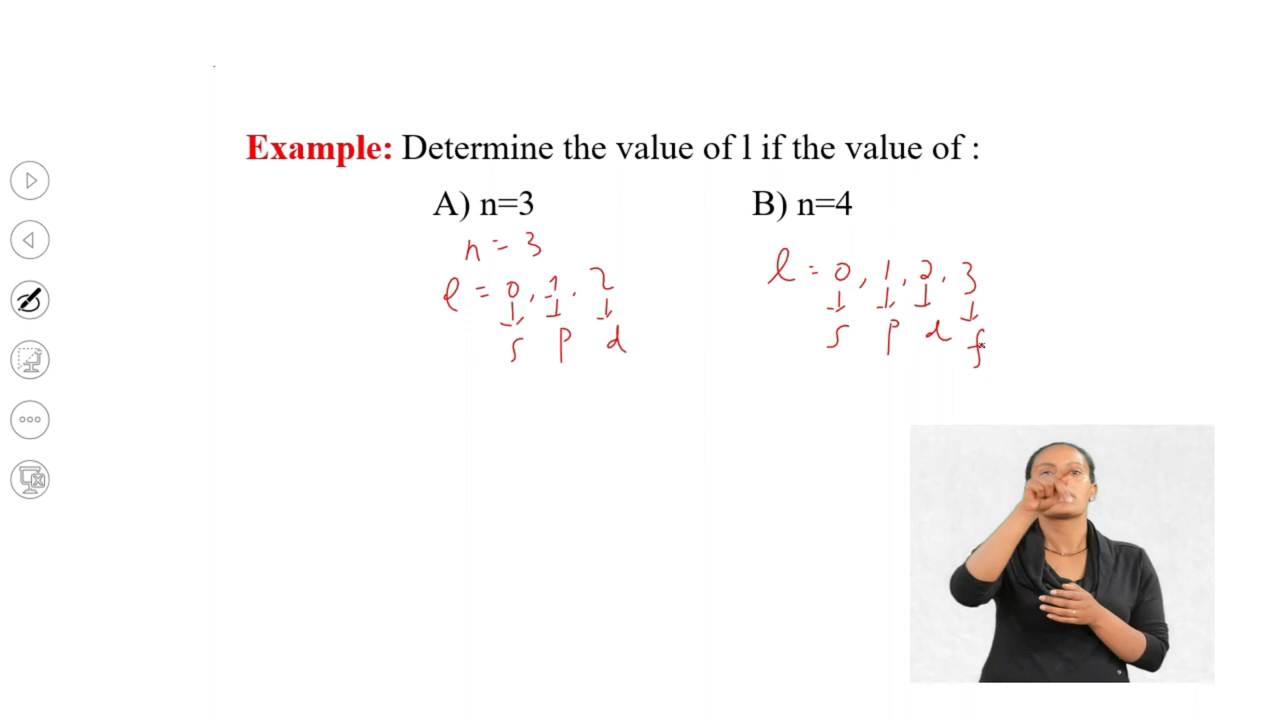 Example: Determine the value of l if the value of :
A) n=3 B) n=4
n = 3
l = 0, 1, 2
s p d
l = 0, 1, 2, 3
s p d f